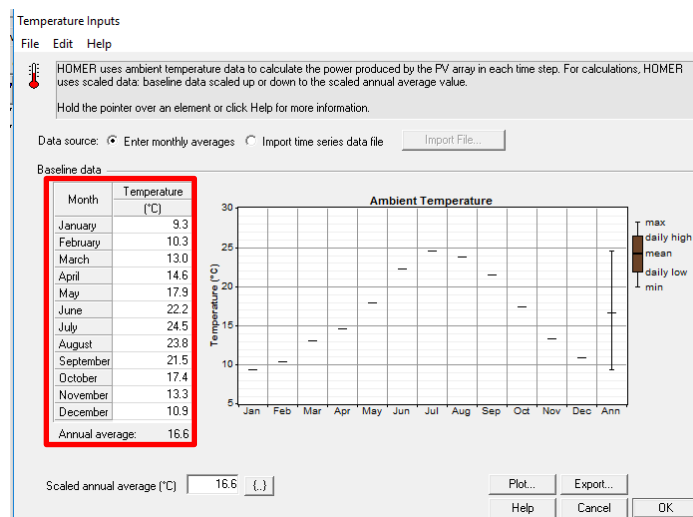 Temperature Inputs
File Edit Help
HOMER uses ambient temperature data to calculate the power produced by the PV array in each time step. For calculations, HOMER
uses scaled data: baseline data scaled up or down to the scaled annual average value.
Hold the pointer over an element or click Help for more information.
Data source: Enter monthly averages Import time series data file Import File...
Baseline data
Month Temperature
(°C)
January 9.3
February 10.3
March 13.0
April 14.6
May 17.9
June 22.2
July 24.5
August 23.8
September 21.5
October 17.4
November 13.3
December 10.9
Annual average: 16.6
Ambient Temperature
Temperature (°C)
30
25
20
15
10
5
Jan Feb Mar Apr May Jun Jul Aug Sep Oct Nov Dec Ann
max
daily high
mean
daily low
min
Scaled annual average (°C) 16.6 {..}
Plot... Export...
Help Cancel OK